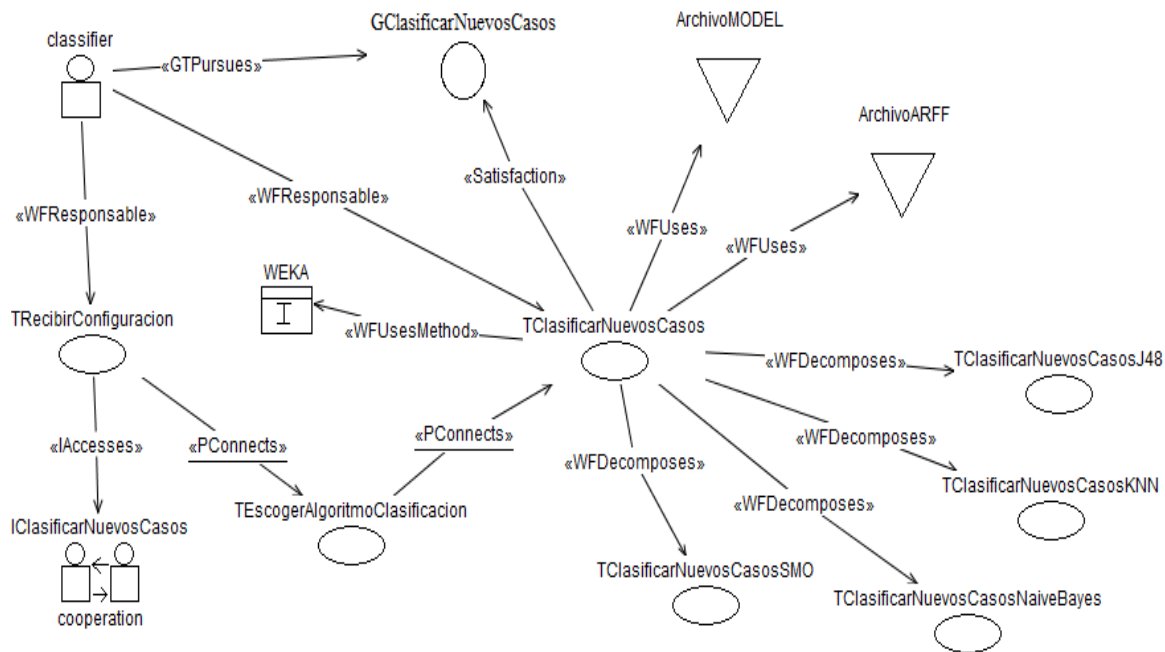 GClasificarNuevosCasos
ArchivoMODEL
classifier
«GTPursues»
ArchivoARFF
«Satisfaction»
«WFResponsable»
«WFResponsable»
«WFUses»
«WFUses»
WEKA
TRecibirConfiguracion
TClasificarNuevosCasos
«WFUsesMethod»
«WFDecomposes»
TClasificarNuevosCasosJ48
«IAccesses»
«PConnects»
«PConnects»
«WFDecomposes»
«WFDecomposes»
TClasificarNuevosCasosKNN
«WFDecomposes»
TEscogerAlgoritmoClasificacion
IClasificarNuevosCasos
TClasificarNuevosCasosSMO
TClasificarNuevosCasosNaiveBayes
cooperation